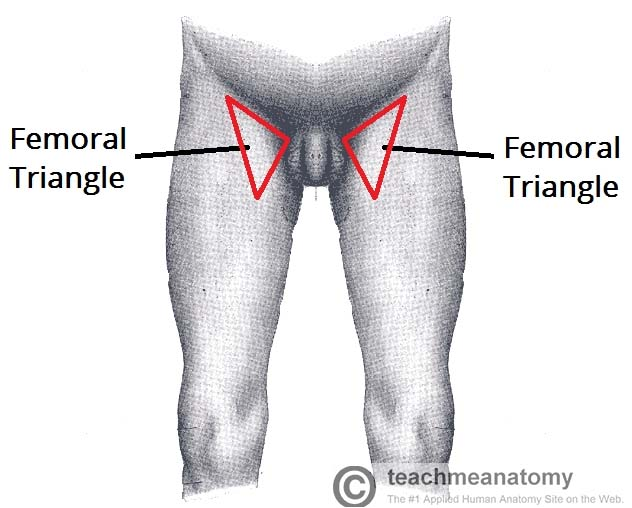 Femoral
Triangle
Femoral
Triangle
© teachmeanatomy
The #1 Applied Human Anatomy Site on the Web.